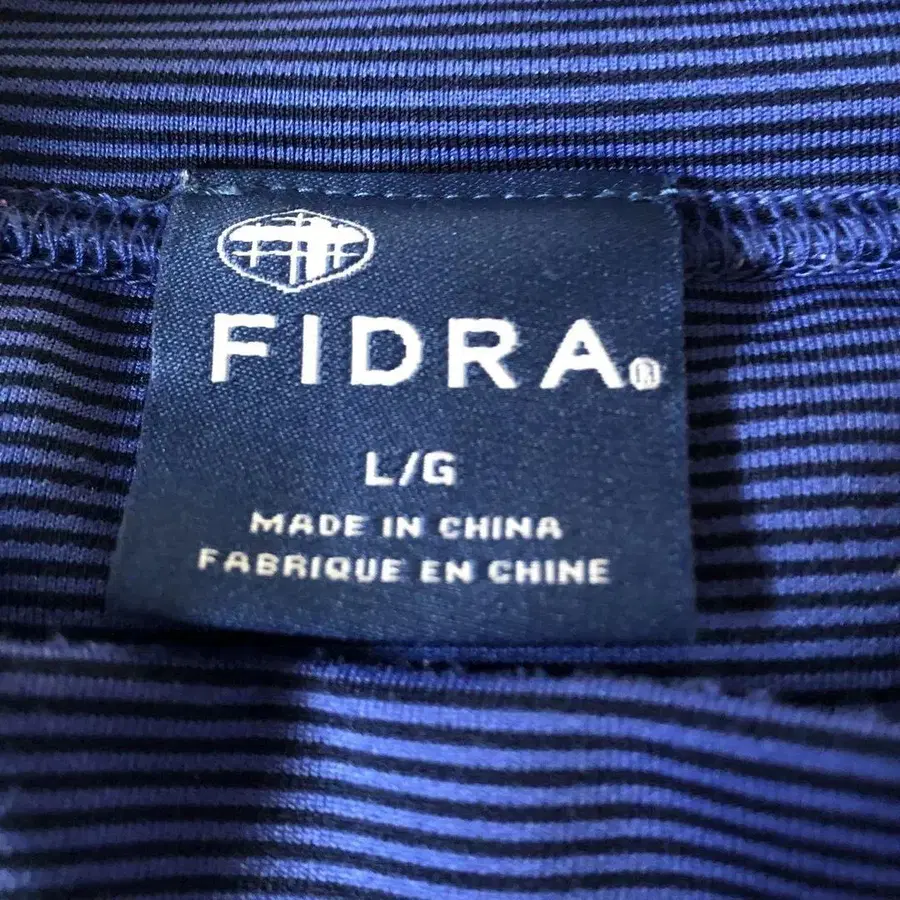 FIDRA®
L/G
MADE IN CHINA
FABRIQUE EN CHINE